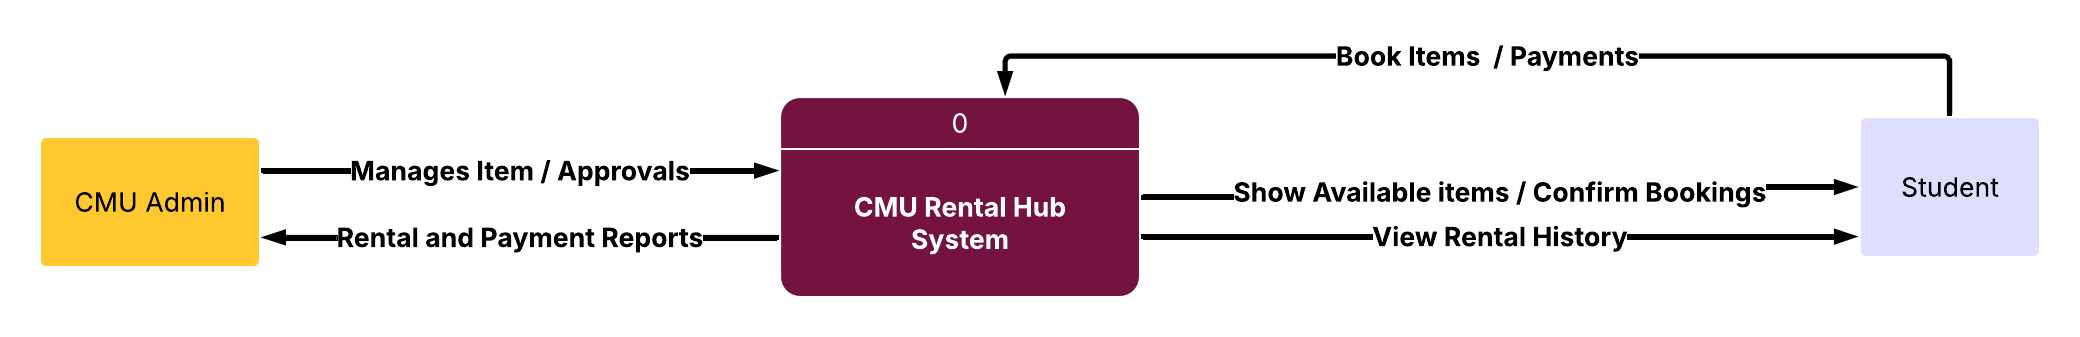 Book Items / Payments
0
CMU Admin
Manages Item / Approvals
Rental and Payment Reports
CMU Rental Hub
System
Show Available items / Confirm Bookings
View Rental History
Student